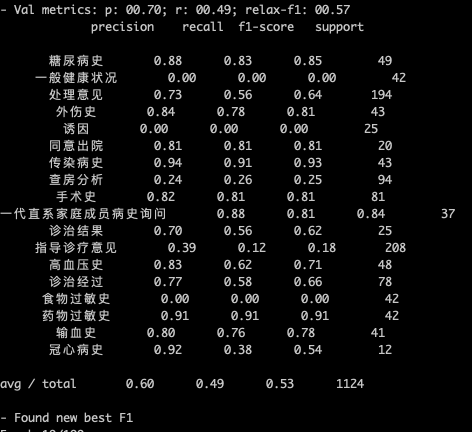 - Val metrics: p: 00.70; r: 00.49; relax-f1: 00.57
precision recall f1-score support
糖尿病史 0.88 0.83 0.85 49
一般健康状况 0.00 0.00 0.00 42
处理意见 0.73 0.56 0.64 194
外伤史 0.84 0.78 0.81 43
诱因 0.00 0.00 0.00 25
同意出院 0.81 0.81 0.81 20
传染病史 0.94 0.91 0.93 43
查房分析 0.24 0.26 0.25 94
手术史 0.82 0.81 0.81 81
一代直系家庭成员病史询问 0.88 0.81 0.84 37
诊治结果 0.70 0.56 0.62 25
指导诊疗意见 0.39 0.12 0.18 208
高血压史 0.83 0.62 0.71 48
诊治经过 0.77 0.58 0.66 78
食物过敏史 0.00 0.00 0.00 42
药物过敏史 0.91 0.91 0.91 42
输血史 0.80 0.76 0.78 41
冠心病史 0.92 0.38 0.54 12
avg / total 0.60 0.49 0.53 1124
- Found new best F1